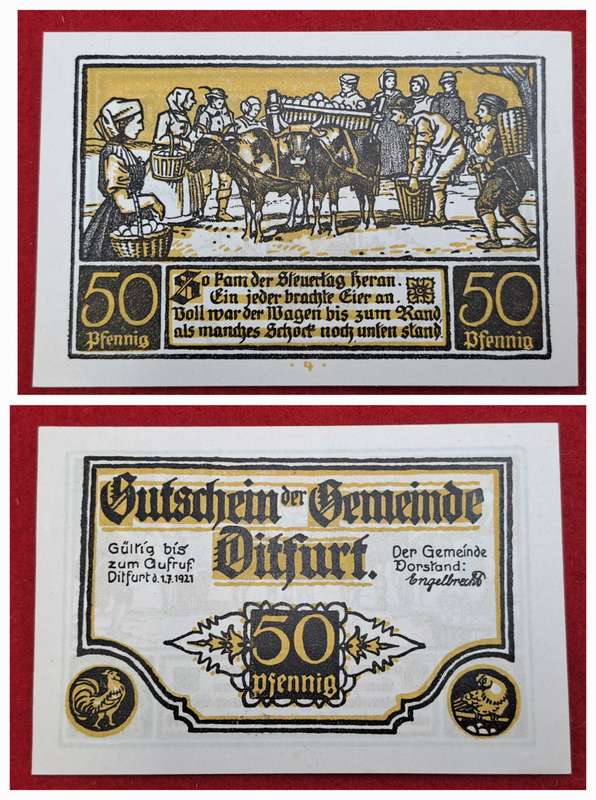 50
Pfennig
So kam der Steuertag heran.
Ein jeder brachte Eier an.
Voll war der Wagen bis zum Rand
als manches Schock noch unten stand.
50
Pfennig
· 4 ·
Gutschein der Gemeinde
Ditfurt.
Gültig bis
zum Aufruf.
Ditfurt d. 1.7.1921
Der Gemeinde
Vorstand:
Engelbrecht
50
Pfennig